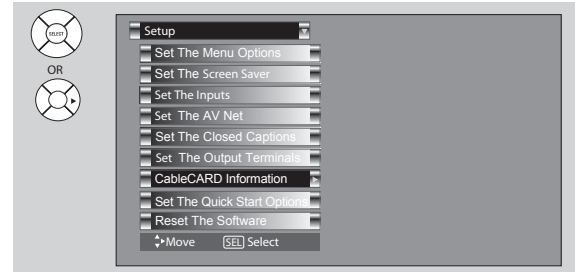 SELECT
OR
Setup
Set The Menu Options
Set The Screen Saver
Set The Inputs
Set The AV Net
Set The Closed Captions
Set The Output Terminals
CableCARD Information
Set The Quick Start Options
Reset The Software
Move SEL Select